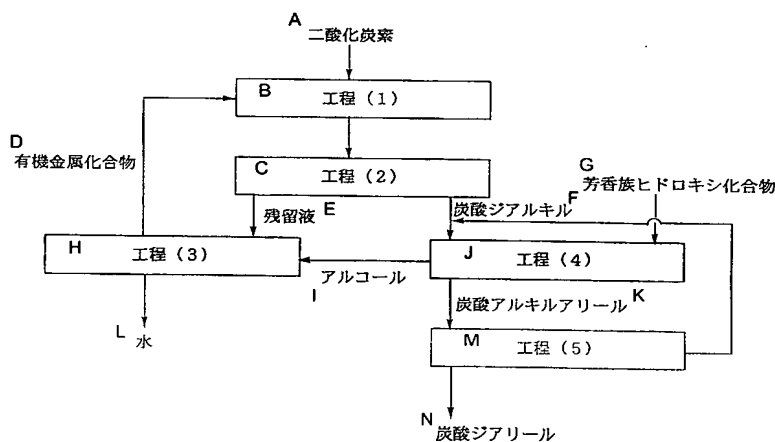 A 二酸化炭素
B 工程（１）
D 有機金属化合物
C 工程（２）
G 芳香族ヒドロキシ化合物
E 残留液
F 炭酸ジアルキル
H 工程（３）
I アルコール
J 工程（４）
炭酸アルキルアリール K
L 水
M 工程（５）
N 炭酸ジアリール